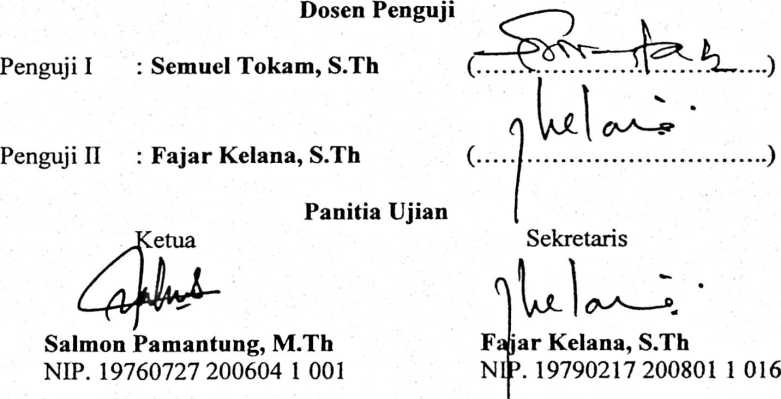 Dosen Penguji
Penguji I : Semuel Tokam, S.Th (..............................)
Penguji II : Fajar Kelana, S.Th (..............................)
Panitia Ujian
Ketua Sekretaris
Salmon Pamantung, M.Th Fajar Kelana, S.Th
NIP. 19760727 200604 1 001 NIP. 19790217 200801 1 016